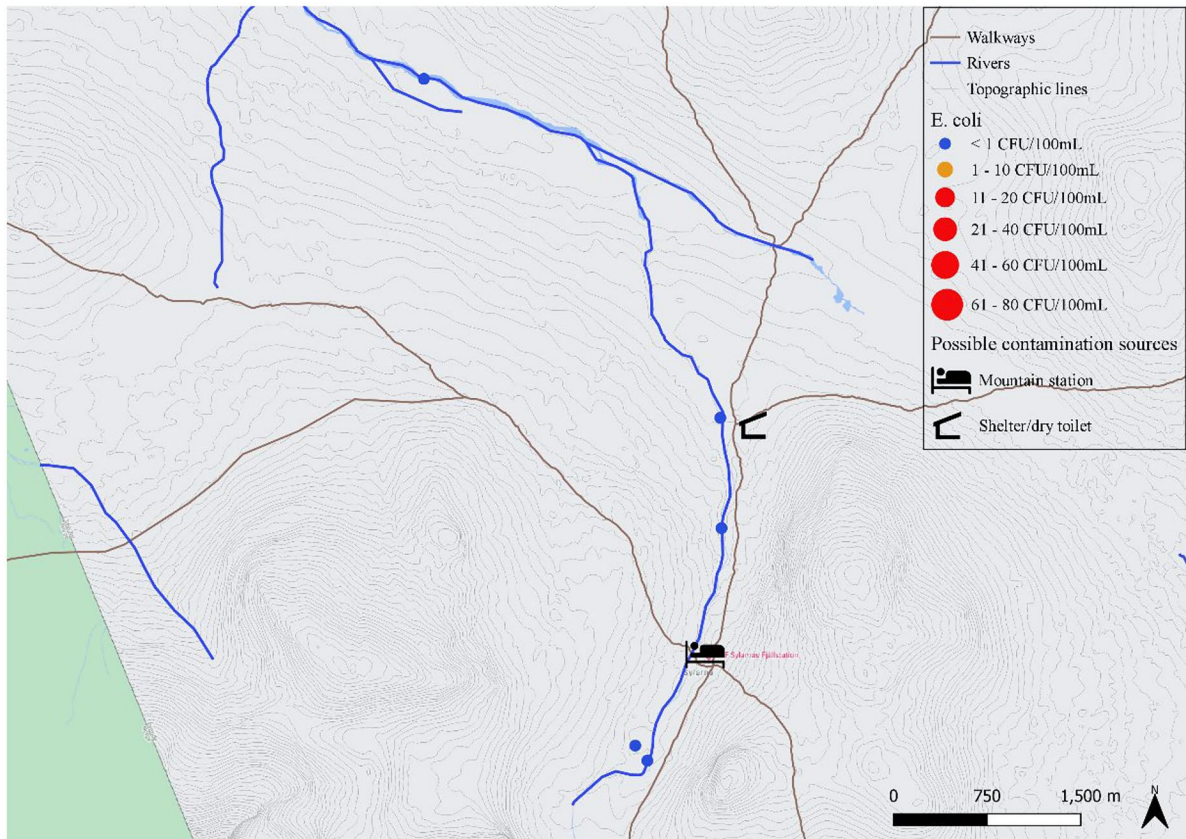 Walkways
Rivers
Topographic lines
E. coli
< 1 CFU/100mL
1 - 10 CFU/100mL
11 - 20 CFU/100mL
21 - 40 CFU/100mL
41 - 60 CFU/100mL
61 - 80 CFU/100mL
Possible contamination sources
Mountain station
Shelter/dry toilet
Sylarnas Fjällstation
Sylarna
0 750 1,500 m
N